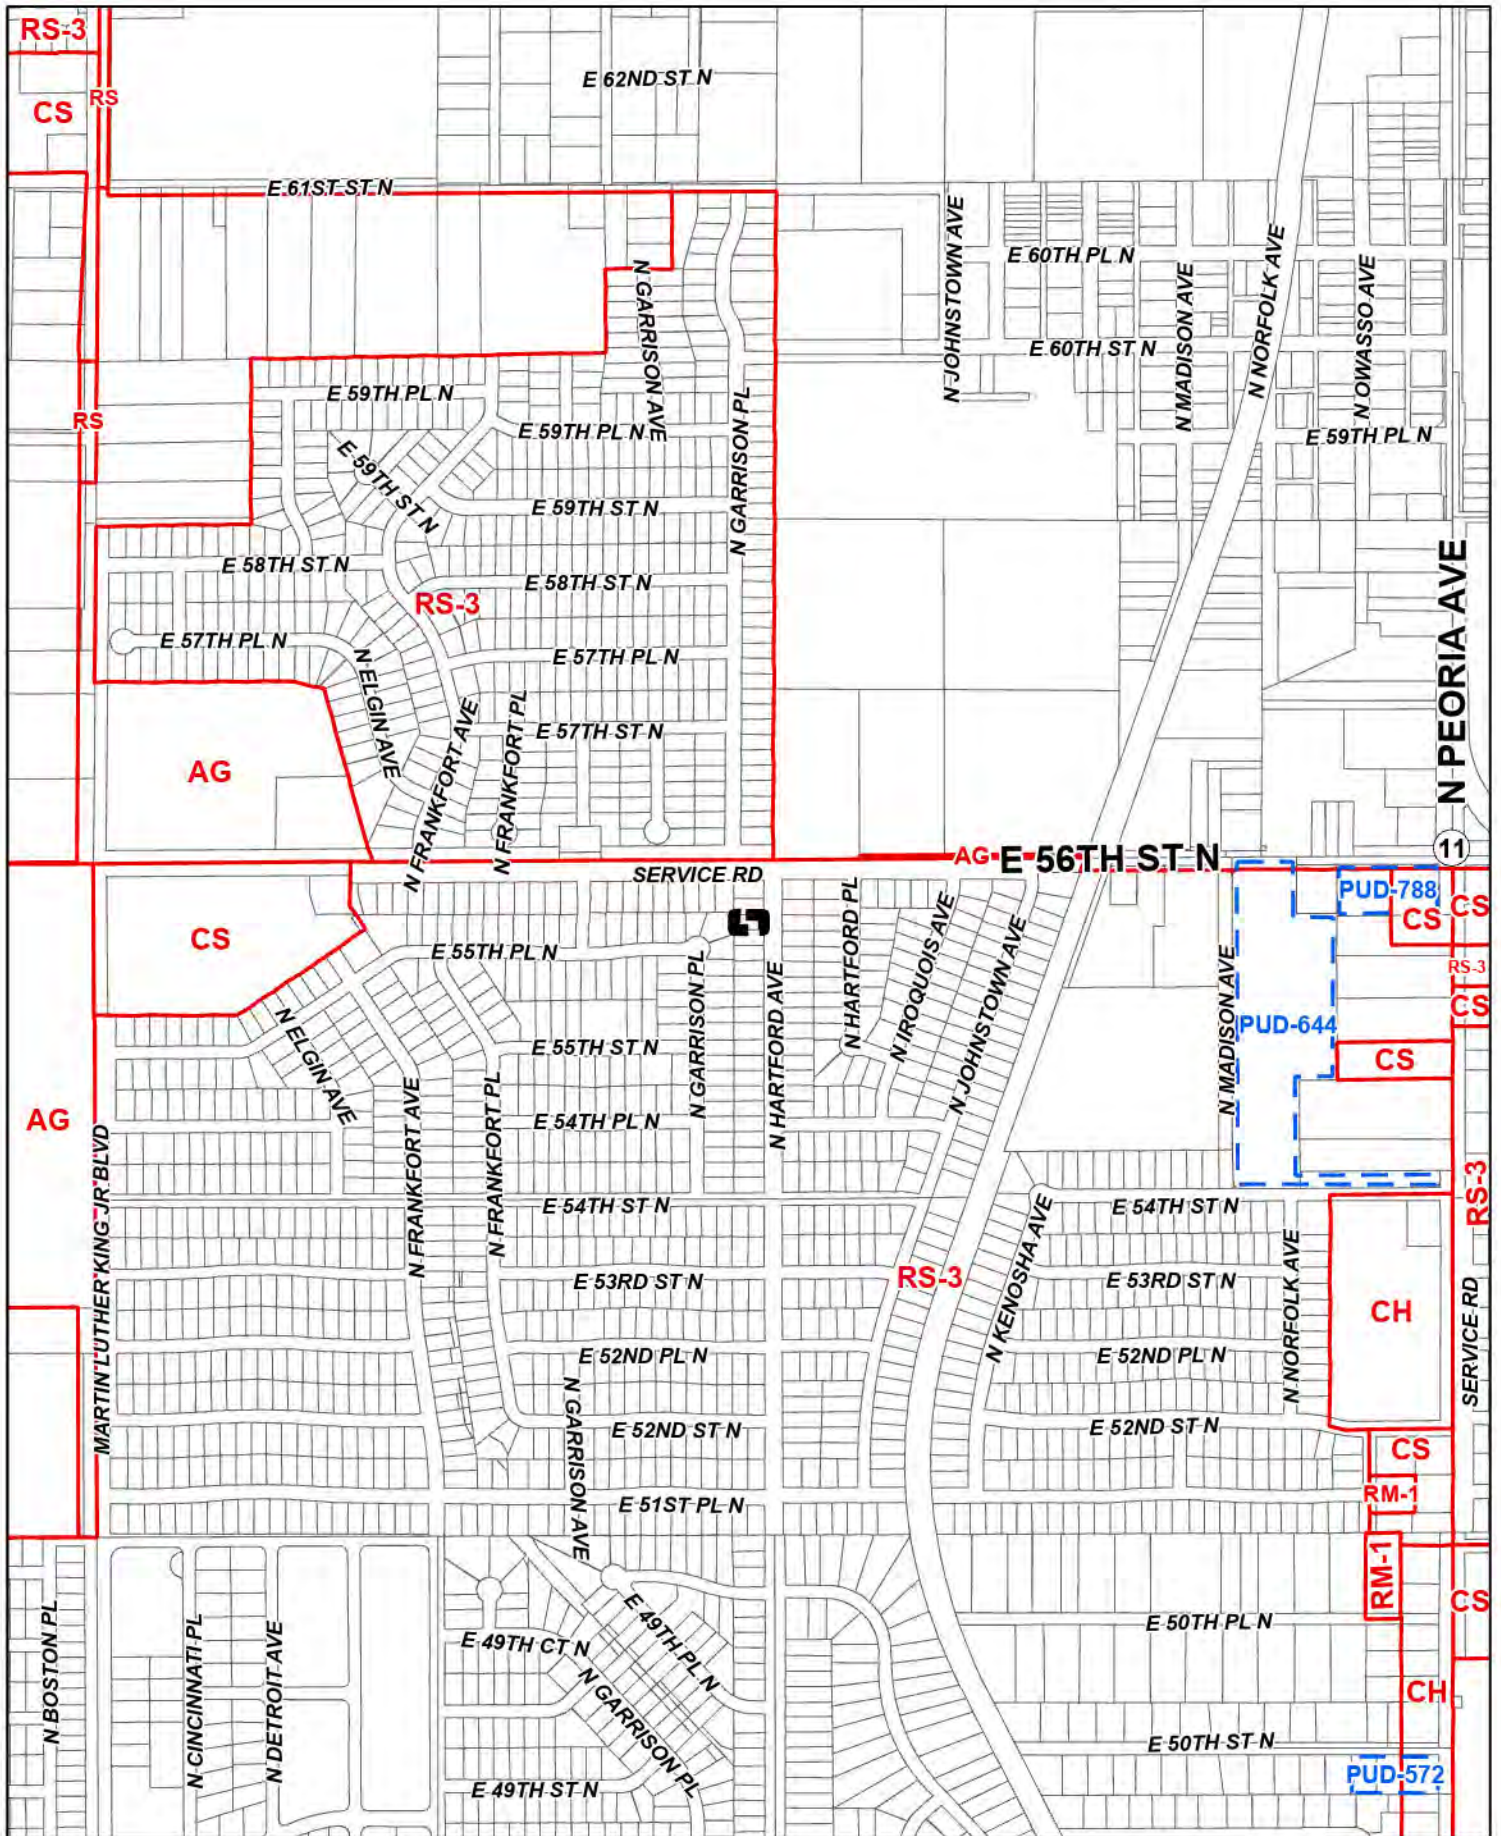 RS-3
E 62ND ST N
RS
CS
E 61ST ST N
N JOHNSTOWN AVE
E 60TH PL N
N MADISON AVE
N NORFOLK AVE
N OWASSO AVE
N GARRISON AVE
E 60TH ST N
E 59TH PL N
RS
E 59TH PL N
E 59TH PL N
N GARRISON PL
E 59TH ST N
E 59TH ST N
E 58TH ST N
E 58TH ST N
RS-3
E 57TH PL N
E 57TH PL N
N ELGIN AVE
N FRANKFORT AVE
N FRANKFORT PL
E 57TH ST N
N PEORIA AVE
AG
11
AG
E 56TH ST N
SERVICE RD
PUD-788
CS
CS
CS
E 55TH PL N
N GARRISON PL
N HARTFORD AVE
N HARTFORD PL
N IROQUOIS AVE
N JOHNSTOWN AVE
N MADISON AVE
RS-3
CS
PUD-644
N ELGIN AVE
E 55TH ST N
CS
AG
N FRANKFORT AVE
N FRANKFORT PL
E 54TH PL N
MARTIN LUTHER KING JR BLVD
E 54TH ST N
E 54TH ST N
RS-3
RS-3
E 53RD ST N
N KENOSHA AVE
E 53RD ST N
N NORFOLK AVE
CH
SERVICE RD
E 52ND PL N
E 52ND PL N
N GARRISON AVE
E 52ND ST N
E 52ND ST N
CS
RM-1
E 51ST PL N
RM-1
CS
N BOSTON PL
N CINCINNATI PL
N DETROIT AVE
E 49TH PL N
E 50TH PL N
E 49TH CT N
N GARRISON PL
CH
E 50TH ST N
PUD-572
E 49TH ST N